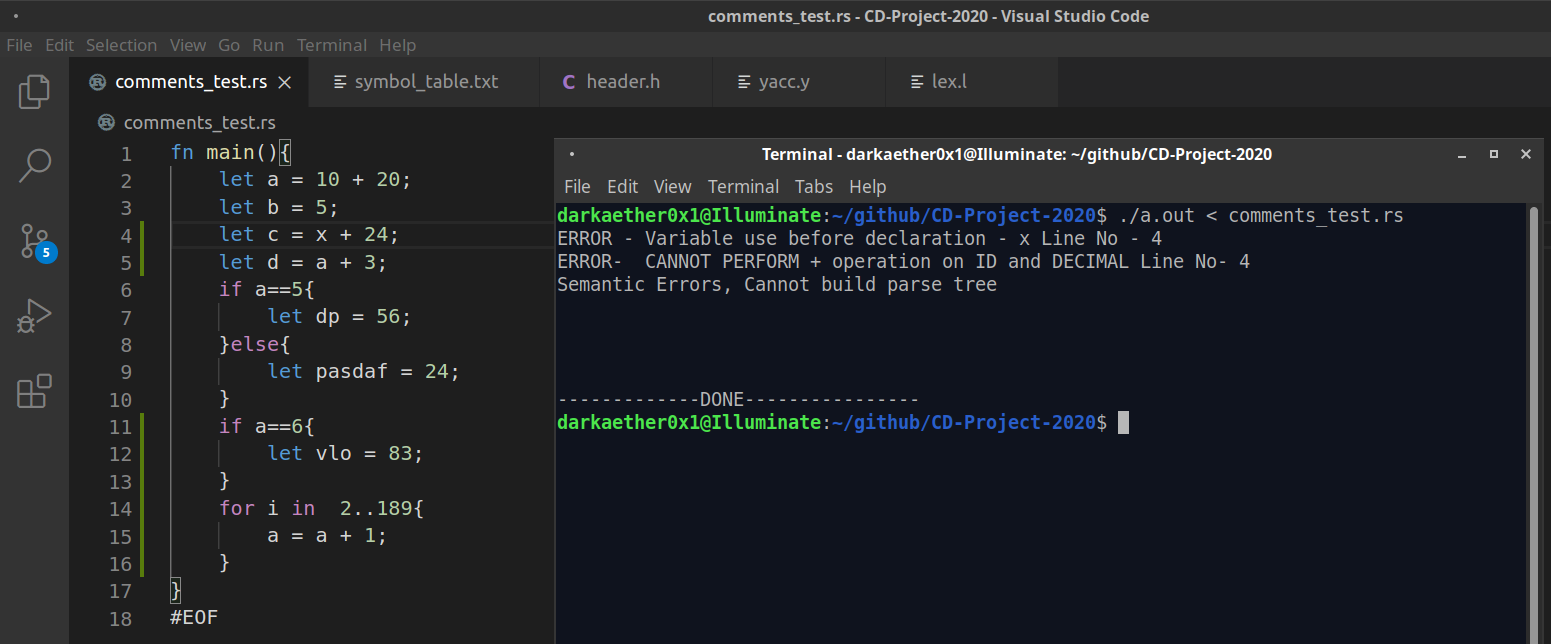 comments_test.rs - CD-Project-2020 - Visual Studio Code
File Edit Selection View Go Run Terminal Help
comments_test.rs symbol_table.txt C header.h yacc.y lex.l
comments_test.rs
5
1 fn main(){
2 let a = 10 + 20;
3 let b = 5;
4 let c = x + 24;
5 let d = a + 3;
6 if a==5{
7 let dp = 56;
8 }else{
9 let pasdaf = 24;
10 }
11 if a==6{
12 let vlo = 83;
13 }
14 for i in  2..189{
15 a = a + 1;
16 }
17 }
18 #EOF
Terminal - darkaether0x1@Illuminate: ~/github/CD-Project-2020
File Edit View Terminal Tabs Help
darkaether0x1@Illuminate:~/github/CD-Project-2020$ ./a.out < comments_test.rs
ERROR - Variable use before declaration - x Line No - 4
ERROR-  CANNOT PERFORM + operation on ID and DECIMAL Line No- 4
Semantic Errors, Cannot build parse tree
-------------DONE----------------
darkaether0x1@Illuminate:~/github/CD-Project-2020$